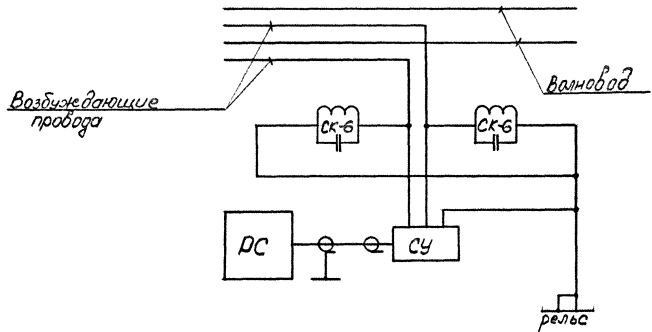 Возбуждающие
провода
Волновод
СК-6
СК-6
РС
СУ
рельс